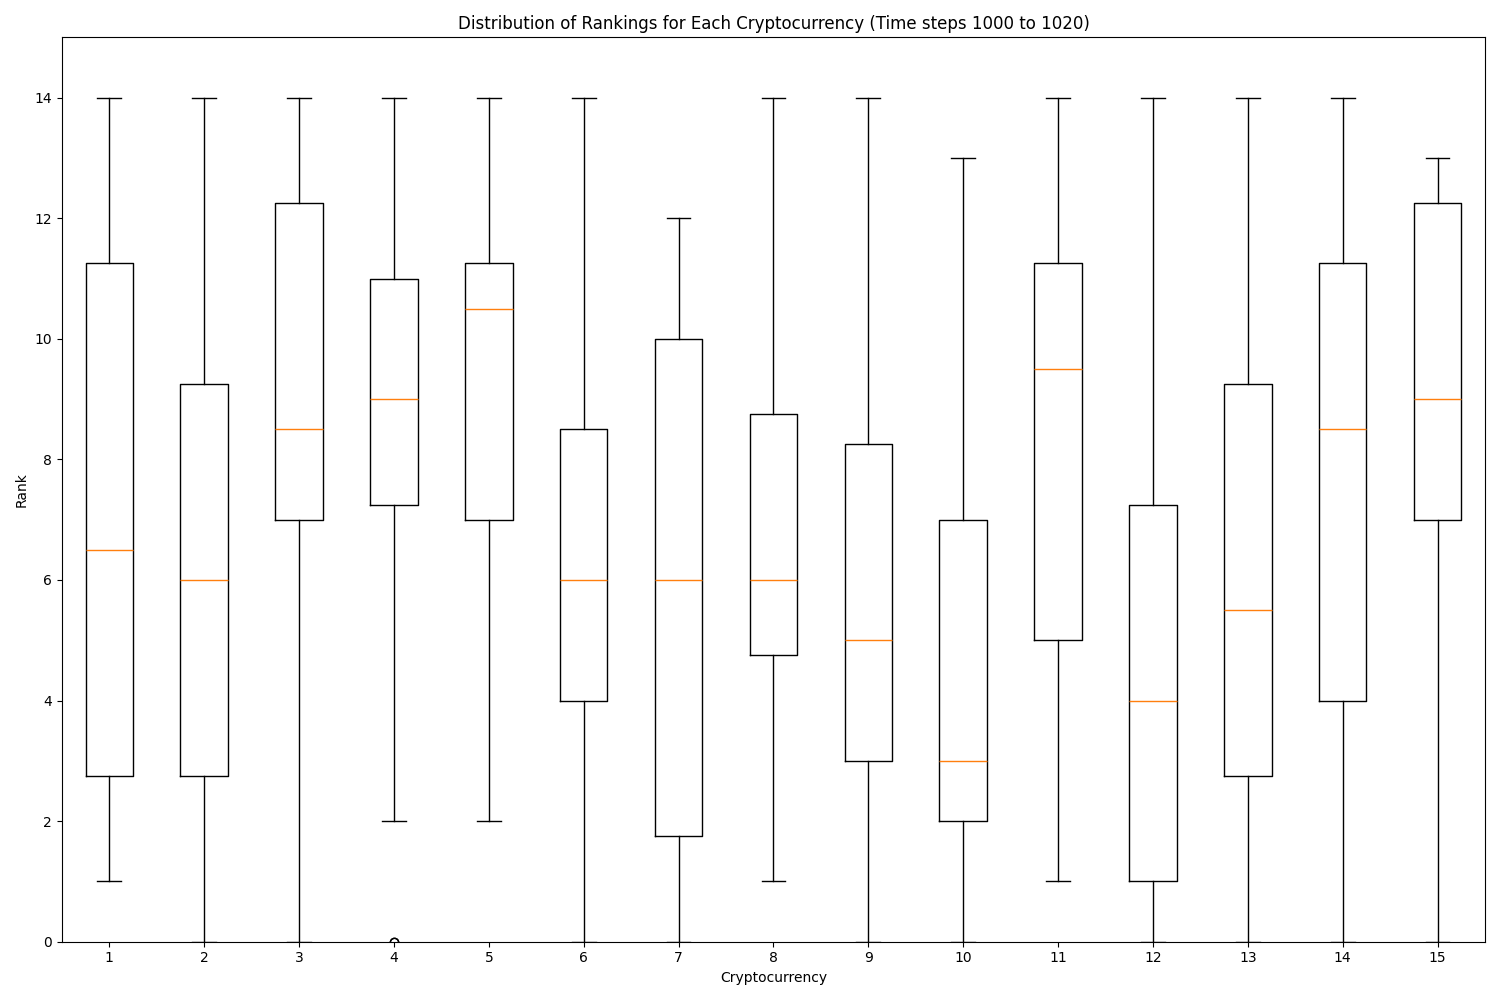 Distribution of Rankings for Each Cryptocurrency (Time steps 1000 to 1020)
14
12
10
8
6
4
2
0
Rank
1 2 3 4 5 6 7 8 9 10 11 12 13 14 15
Cryptocurrency